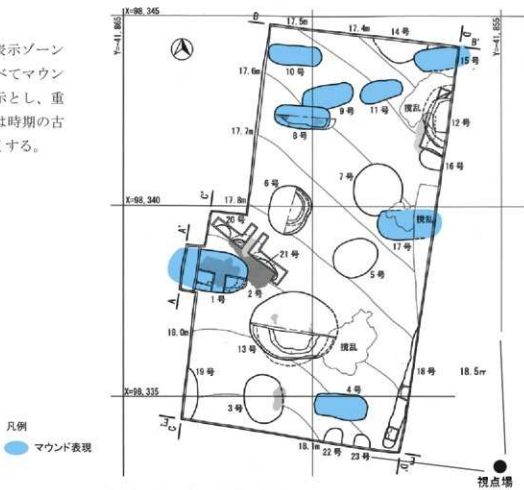 表示ゾーン
べてマウン
示とし、重
は時期の古
くする。
X=98,345
Y=-41,865
Y=-41,855
B
17.5m
17.4m
14号
B'
D
15号
10号
17.6m
9号
11号
撹乱
12号
8号
17.7m
16号
6号
7号
X=98,340
17.8m
C'
20号
撹乱
17号
A'
21号
5号
1号
2号
A
18.0m
13号
撹乱
18号
18.5㎡
19号
X=98,335
3号
4号
凡例
マウンド表現
E'
C
18.1m
22号
23号
E
D'
視点場